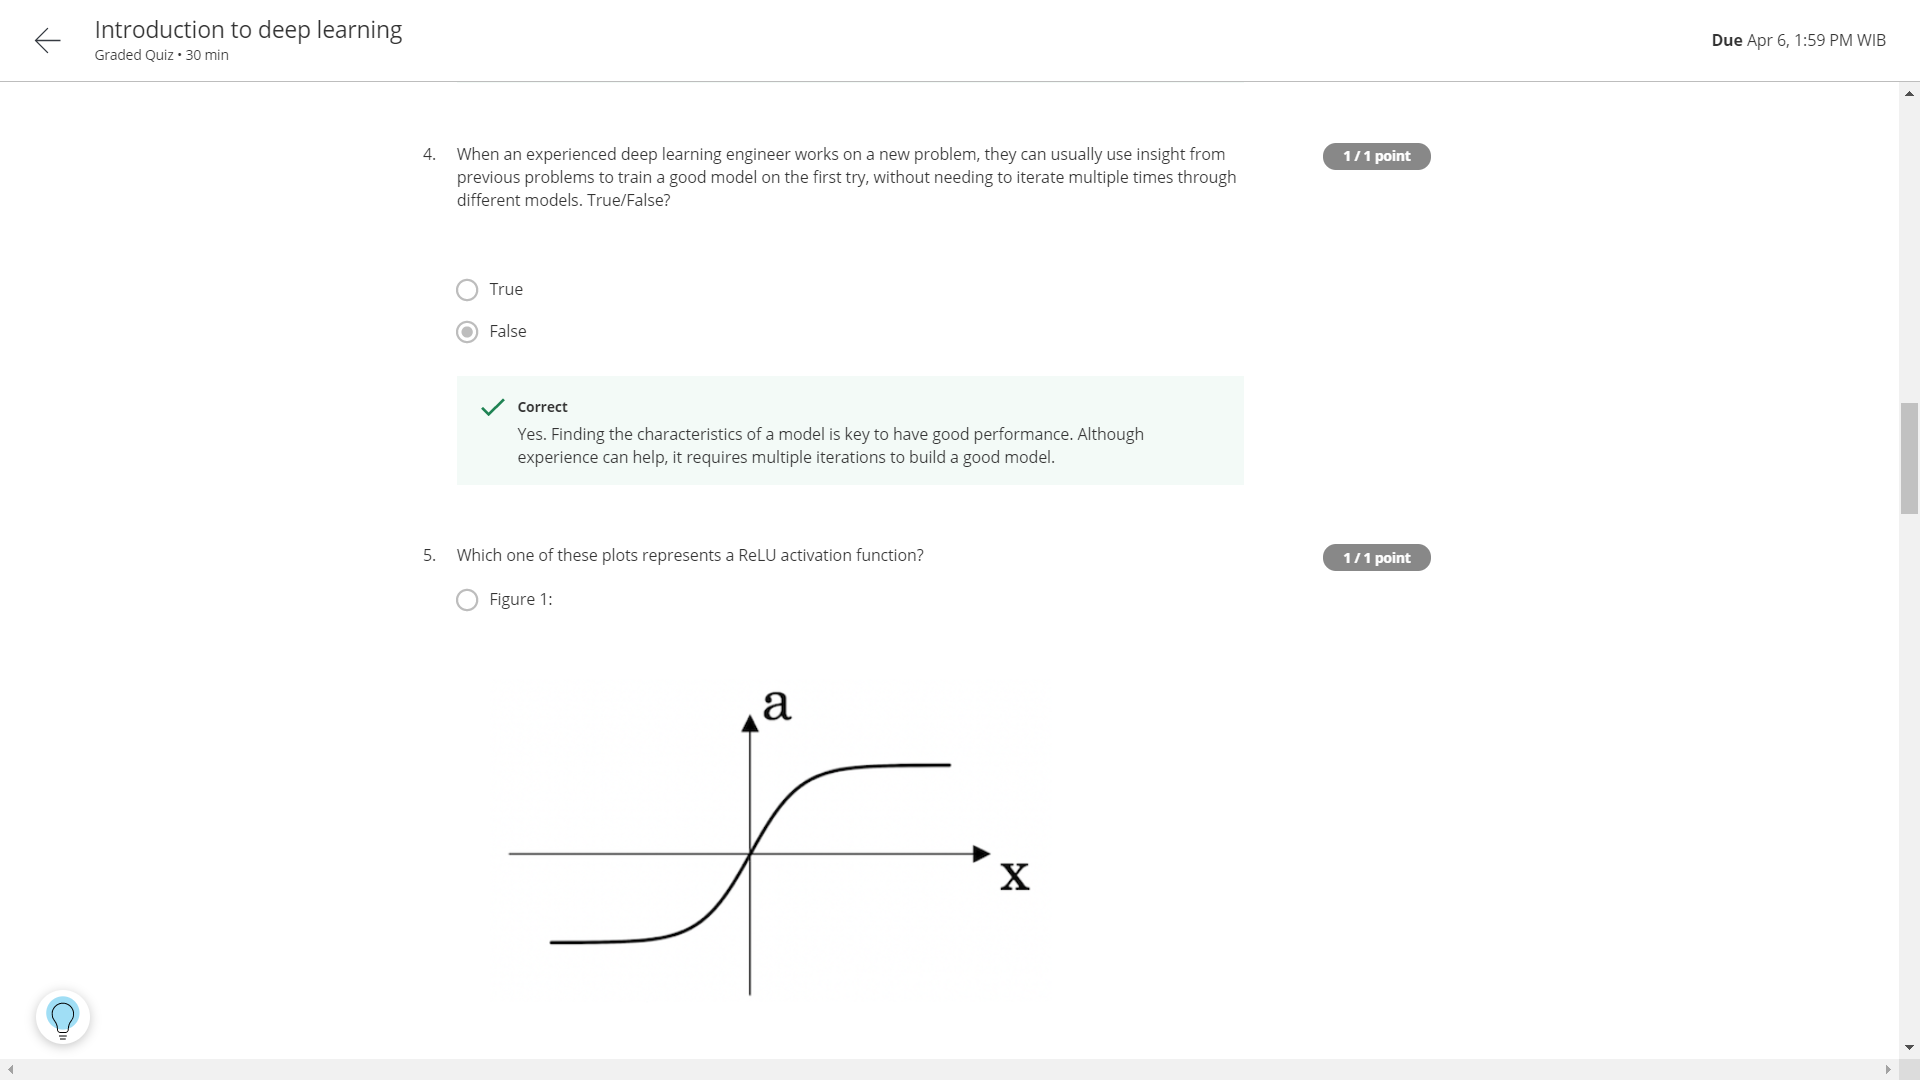 Introduction to deep learning
Graded Quiz • 30 min
Due Apr 6, 1:59 PM WIB
4. When an experienced deep learning engineer works on a new problem, they can usually use insight from
previous problems to train a good model on the first try, without needing to iterate multiple times through
different models. True/False?
1 / 1 point
True
False
Correct
Yes. Finding the characteristics of a model is key to have good performance. Although
experience can help, it requires multiple iterations to build a good model.
5. Which one of these plots represents a ReLU activation function?
1 / 1 point
Figure 1:
a
x